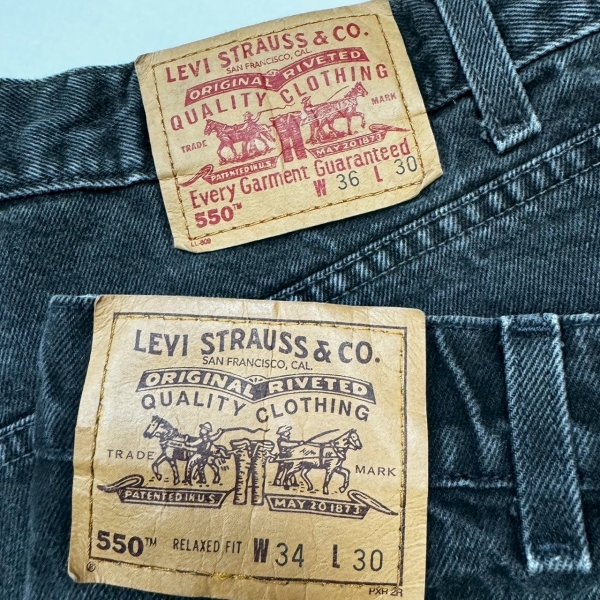 LEVI STRAUSS & CO.
SAN FRANCISCO, CAL.
ORIGINAL RIVETED
QUALITY CLOTHING
TRADE MARK
PATENTED IN U.S. MAY 20 1873
Every Garment Guaranteed
550™ W 36 L 30
LL-609
LEVI STRAUSS & CO.
SAN FRANCISCO, CAL.
ORIGINAL RIVETED
QUALITY CLOTHING
TRADE MARK
PATENTED IN U.S. MAY 20 1873
550™ RELAXED FIT W 34 L 30
®